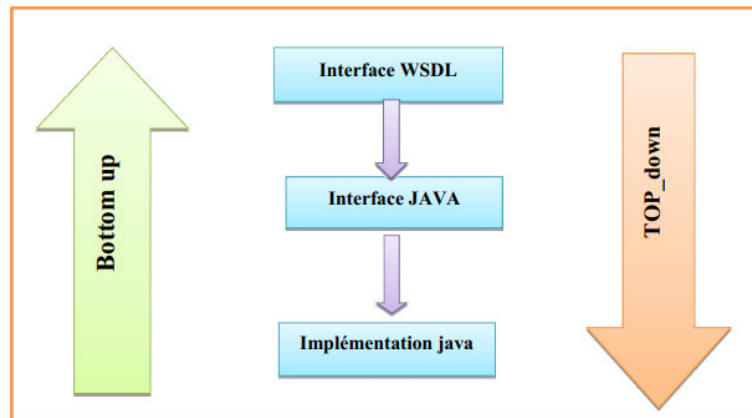 Interface WSDL
Bottom up
Interface JAVA
TOP_down
Implémentation java